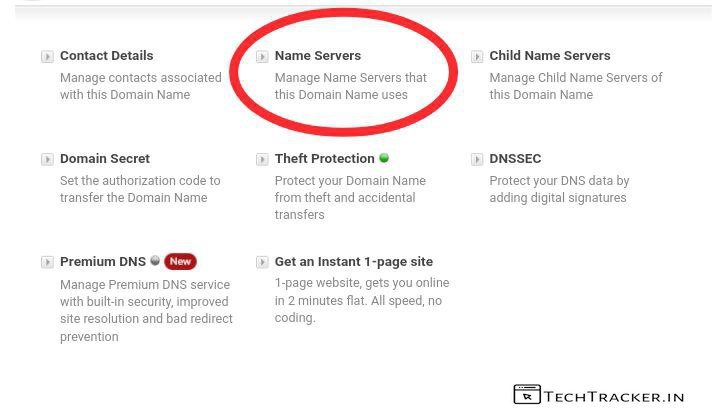 Contact Details
Manage contacts associated
with this Domain Name
Name Servers
Manage Name Servers that
this Domain Name uses
Child Name Servers
Manage Child Name Servers of
this Domain Name
Domain Secret
Set the authorization code to
transfer the Domain Name
Theft Protection
Protect your Domain Name
from theft and accidental
transfers
DNSSEC
Protect your DNS data by
adding digital signatures
Premium DNS New
Manage Premium DNS service
with built-in security, improved
site resolution and bad redirect
prevention
Get an Instant 1-page site
1-page website, gets you online
in 2 minutes flat. All speed, no
coding.
TECHTRACKER.IN